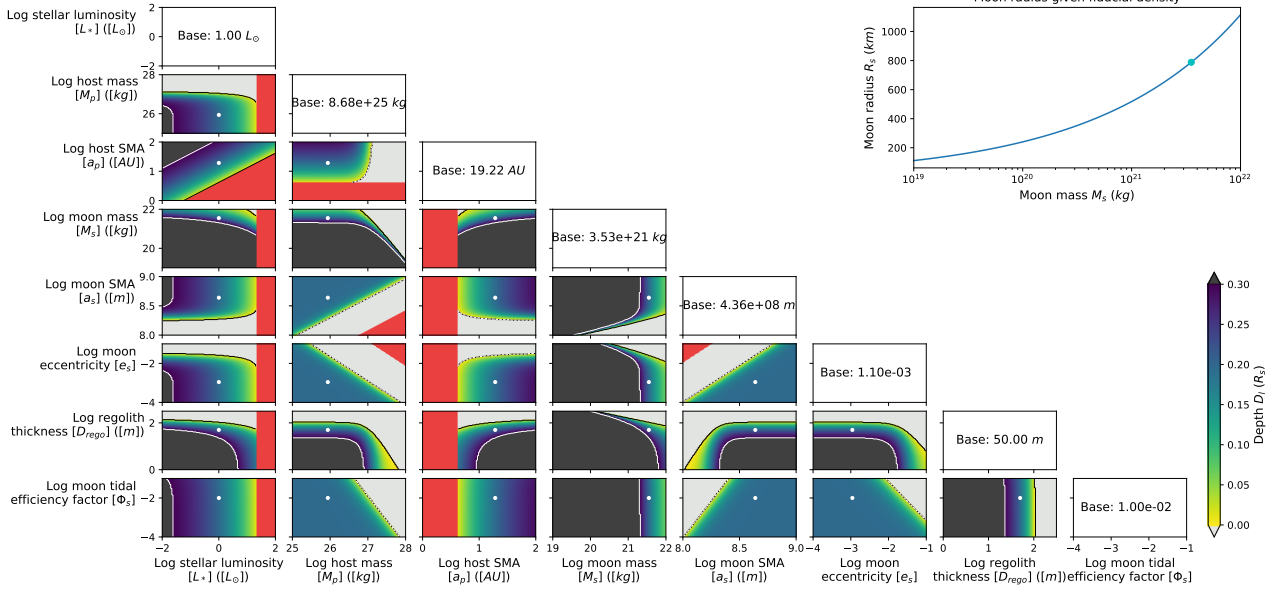 Moon radius given fiducial density
Log stellar luminosity
[L*] ([L⊙])
2
0
−2
Base: 1.00 L⊙
Moon radius Rs (km)
1000
800
600
400
200
10^19
10^20
10^21
10^22
Moon mass Ms (kg)
Log host mass
[Mp] ([kg])
28
26
Base: 8.68e+25 kg
Log host SMA
[ap] ([AU])
2
1
0
Base: 19.22 AU
Log moon mass
[Ms] ([kg])
22
20
Base: 3.53e+21 kg
Log moon SMA
[as] ([m])
9.0
8.5
8.0
Base: 4.36e+08 m
Log moon
eccentricity [es]
−2
−4
Base: 1.10e-03
Log regolith
thickness [Drego] ([m])
2
0
Base: 50.00 m
Log moon tidal
efficiency factor [Φs]
−2
−4
Base: 1.00e-02
−2 0 2
25 26 27 28
0 1 2
19 20 21 22
8.0 8.5 9.0
−4 −3 −2 −1
0 1 2
−4 −3 −2 −1
Log stellar luminosity
[L*] ([L⊙])
Log host mass
[Mp] ([kg])
Log host SMA
[ap] ([AU])
Log moon mass
[Ms] ([kg])
Log moon SMA
[as] ([m])
Log moon
eccentricity [es]
Log regolith
thickness [Drego] ([m])
Log moon tidal
efficiency factor [Φs]
0.30
0.25
0.20
0.15
0.10
0.05
0.00
Depth Dl (Rs)